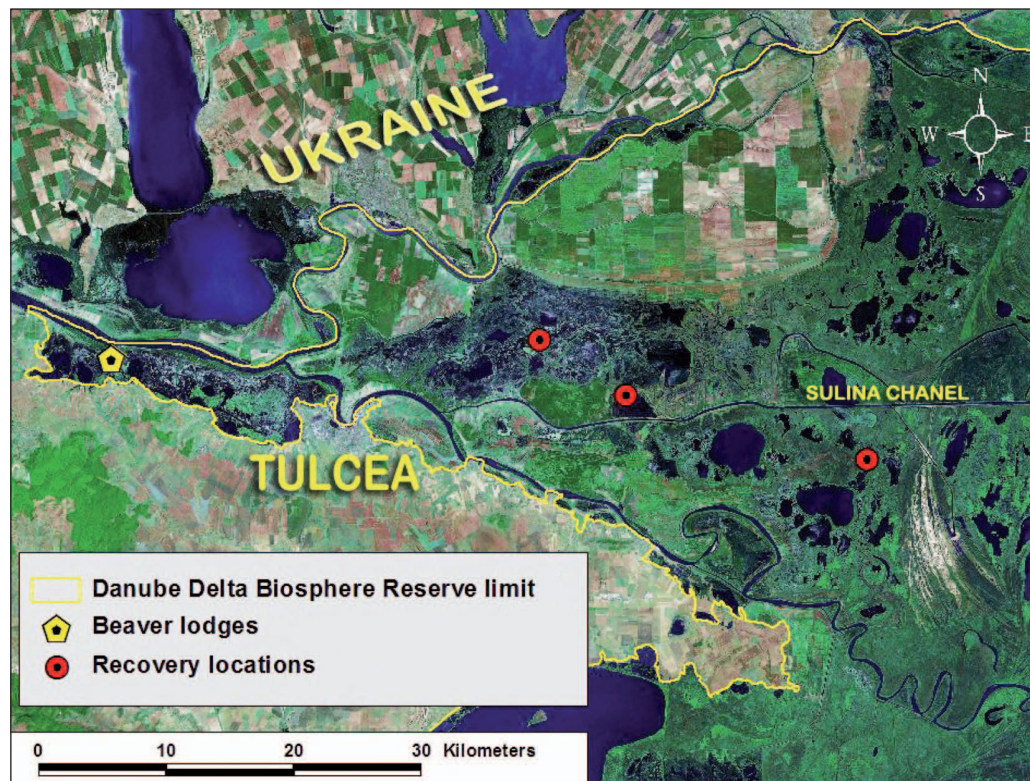 UKRAINE
N
W
E
S
SULINA CHANEL
TULCEA
Danube Delta Biosphere Reserve limit
Beaver lodges
Recovery locations
0 10 20 30 Kilometers